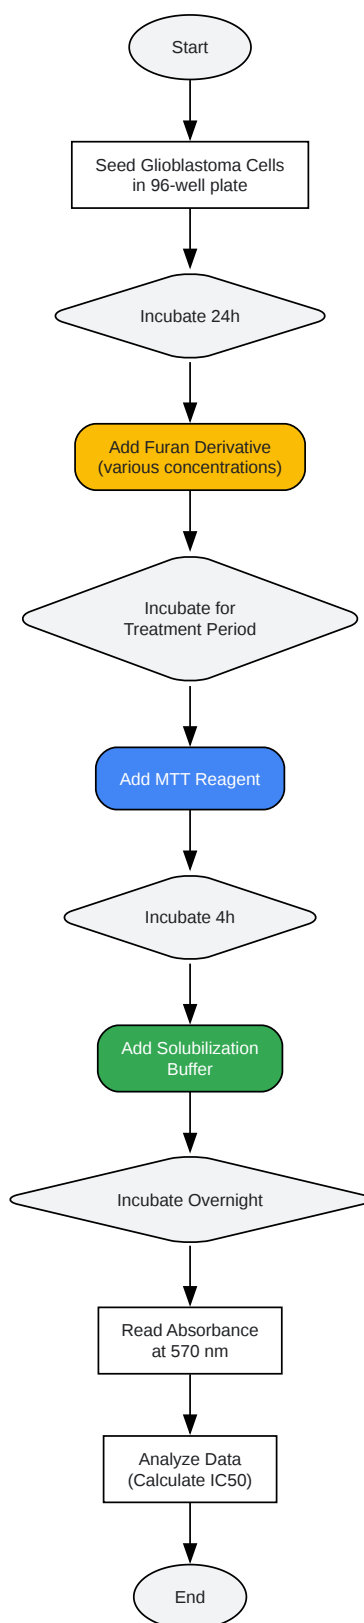 Start
Seed Glioblastoma Cells
in 96-well plate
Incubate 24h
Add Furan Derivative
(various concentrations)
Incubate for
Treatment Period
Add MTT Reagent
Incubate 4h
Add Solubilization
Buffer
Incubate Overnight
Read Absorbance
at 570 nm
Analyze Data
(Calculate IC50)
End